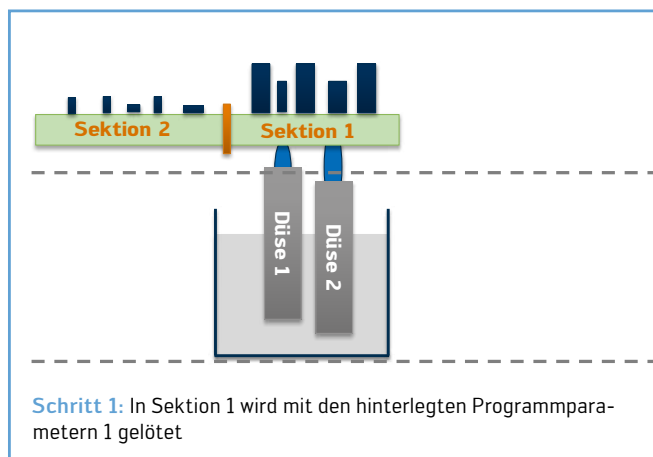 Sektion 2
Sektion 1
Düse 1
Düse 2
Schritt 1: In Sektion 1 wird mit den hinterlegten Programmpara-
metern 1 gelötet